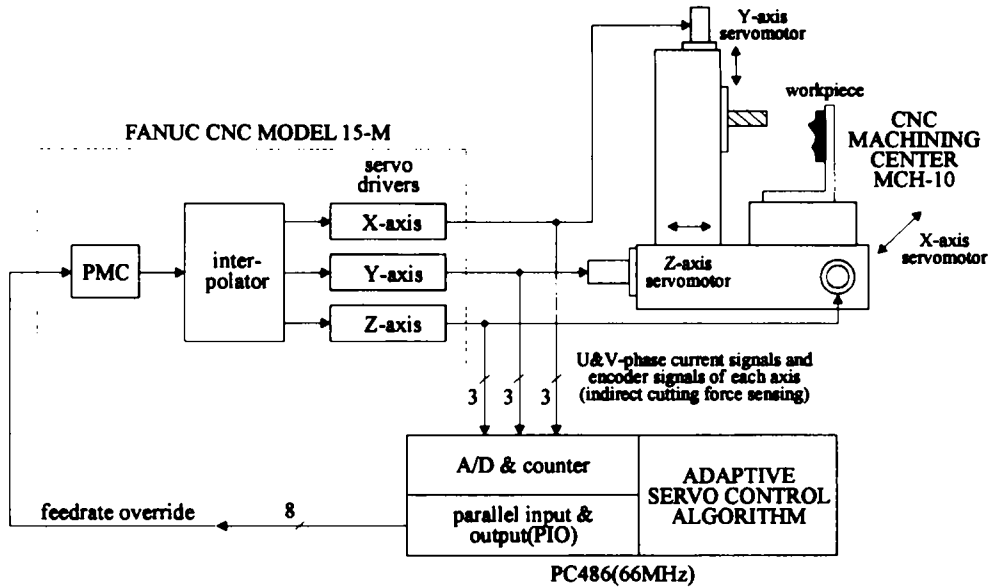 Y-axis
servomotor
workpiece
CNC
MACHINING
CENTER
MCH-10
FANUC CNC MODEL 15-M
servo
drivers
X-axis
PMC
inter-
polator
Y-axis
Z-axis
Z-axis
servomotor
X-axis
servomotor
U&V-phase current signals and
encoder signals of each axis
(indirect cutting force sensing)
3
3
3
A/D & counter
ADAPTIVE
SERVO CONTROL
ALGORITHM
parallel input &
output(PIO)
feedrate override
8
PC486(66MHz)